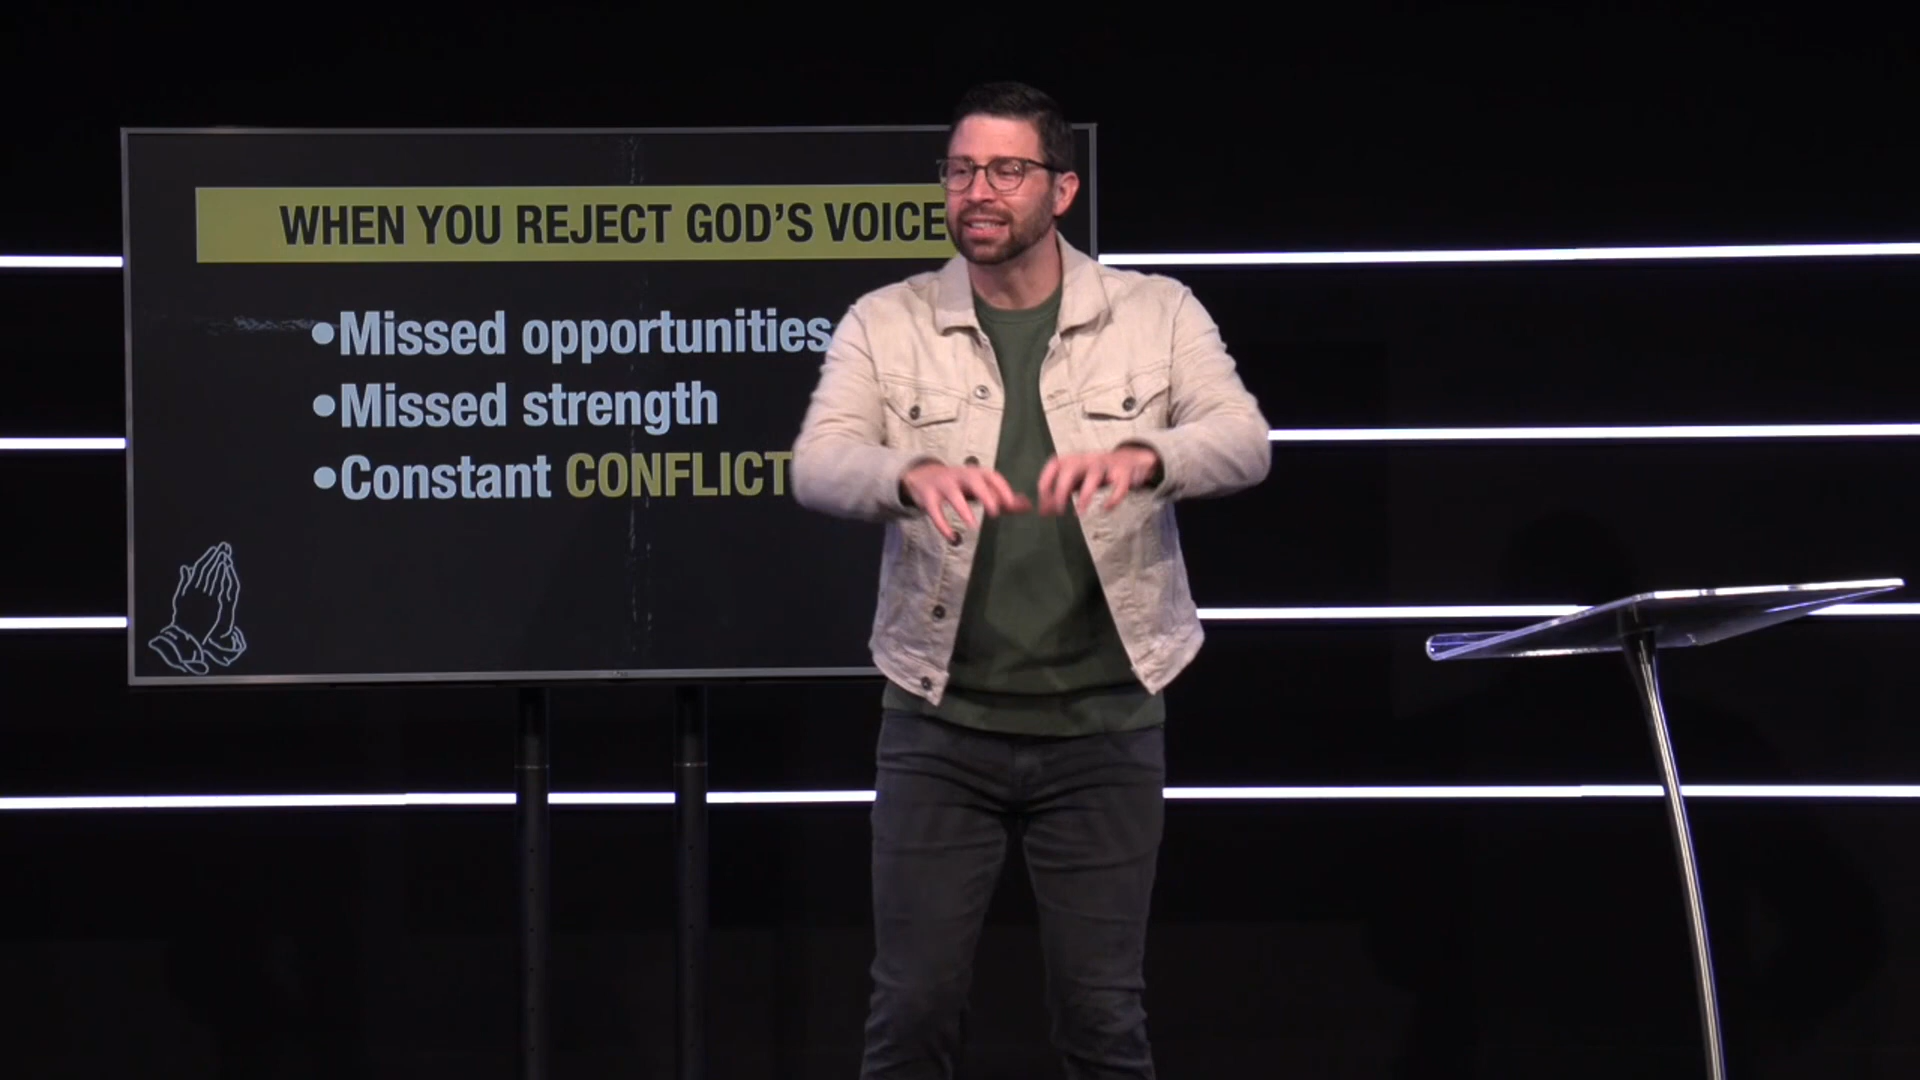 WHEN YOU REJECT GOD'S VOICE
•Missed opportunities
•Missed strength
•Constant CONFLICT